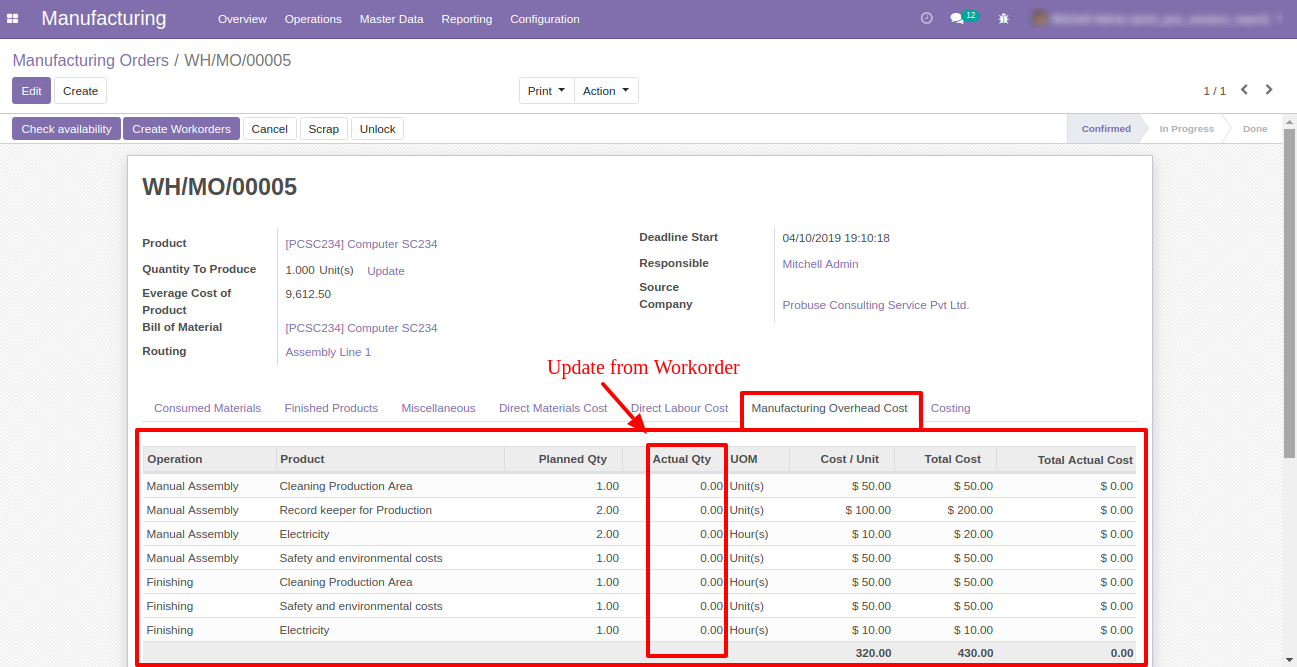 Manufacturing Overview Operations Master Data Reporting Configuration 12
Manufacturing Orders / WH/MO/00005
Edit Create Print Action 1 / 1
Check availability Create Workorders Cancel Scrap Unlock Confirmed In Progress Done
WH/MO/00005
Product [PCSC234] Computer SC234
Quantity To Produce 1.000 Unit(s) Update
Everage Cost of Product 9,612.50
Bill of Material [PCSC234] Computer SC234
Routing Assembly Line 1
Deadline Start 04/10/2019 19:10:18
Responsible Mitchell Admin
Source
Company Probuse Consulting Service Pvt Ltd.
Update from Workorder
Consumed Materials Finished Products Miscellaneous Direct Materials Cost Direct Labour Cost Manufacturing Overhead Cost Costing
Operation Product Planned Qty Actual Qty UOM Cost / Unit Total Cost Total Actual Cost
Manual Assembly Cleaning Production Area 1.00 0.00 Unit(s) $ 50.00 $ 50.00 $ 0.00
Manual Assembly Record keeper for Production 2.00 0.00 Unit(s) $ 100.00 $ 200.00 $ 0.00
Manual Assembly Electricity 2.00 0.00 Hour(s) $ 10.00 $ 20.00 $ 0.00
Manual Assembly Safety and environmental costs 1.00 0.00 Unit(s) $ 50.00 $ 50.00 $ 0.00
Finishing Cleaning Production Area 1.00 0.00 Hour(s) $ 50.00 $ 50.00 $ 0.00
Finishing Safety and environmental costs 1.00 0.00 Unit(s) $ 50.00 $ 50.00 $ 0.00
Finishing Electricity 1.00 0.00 Hour(s) $ 10.00 $ 10.00 $ 0.00
320.00 430.00 0.00